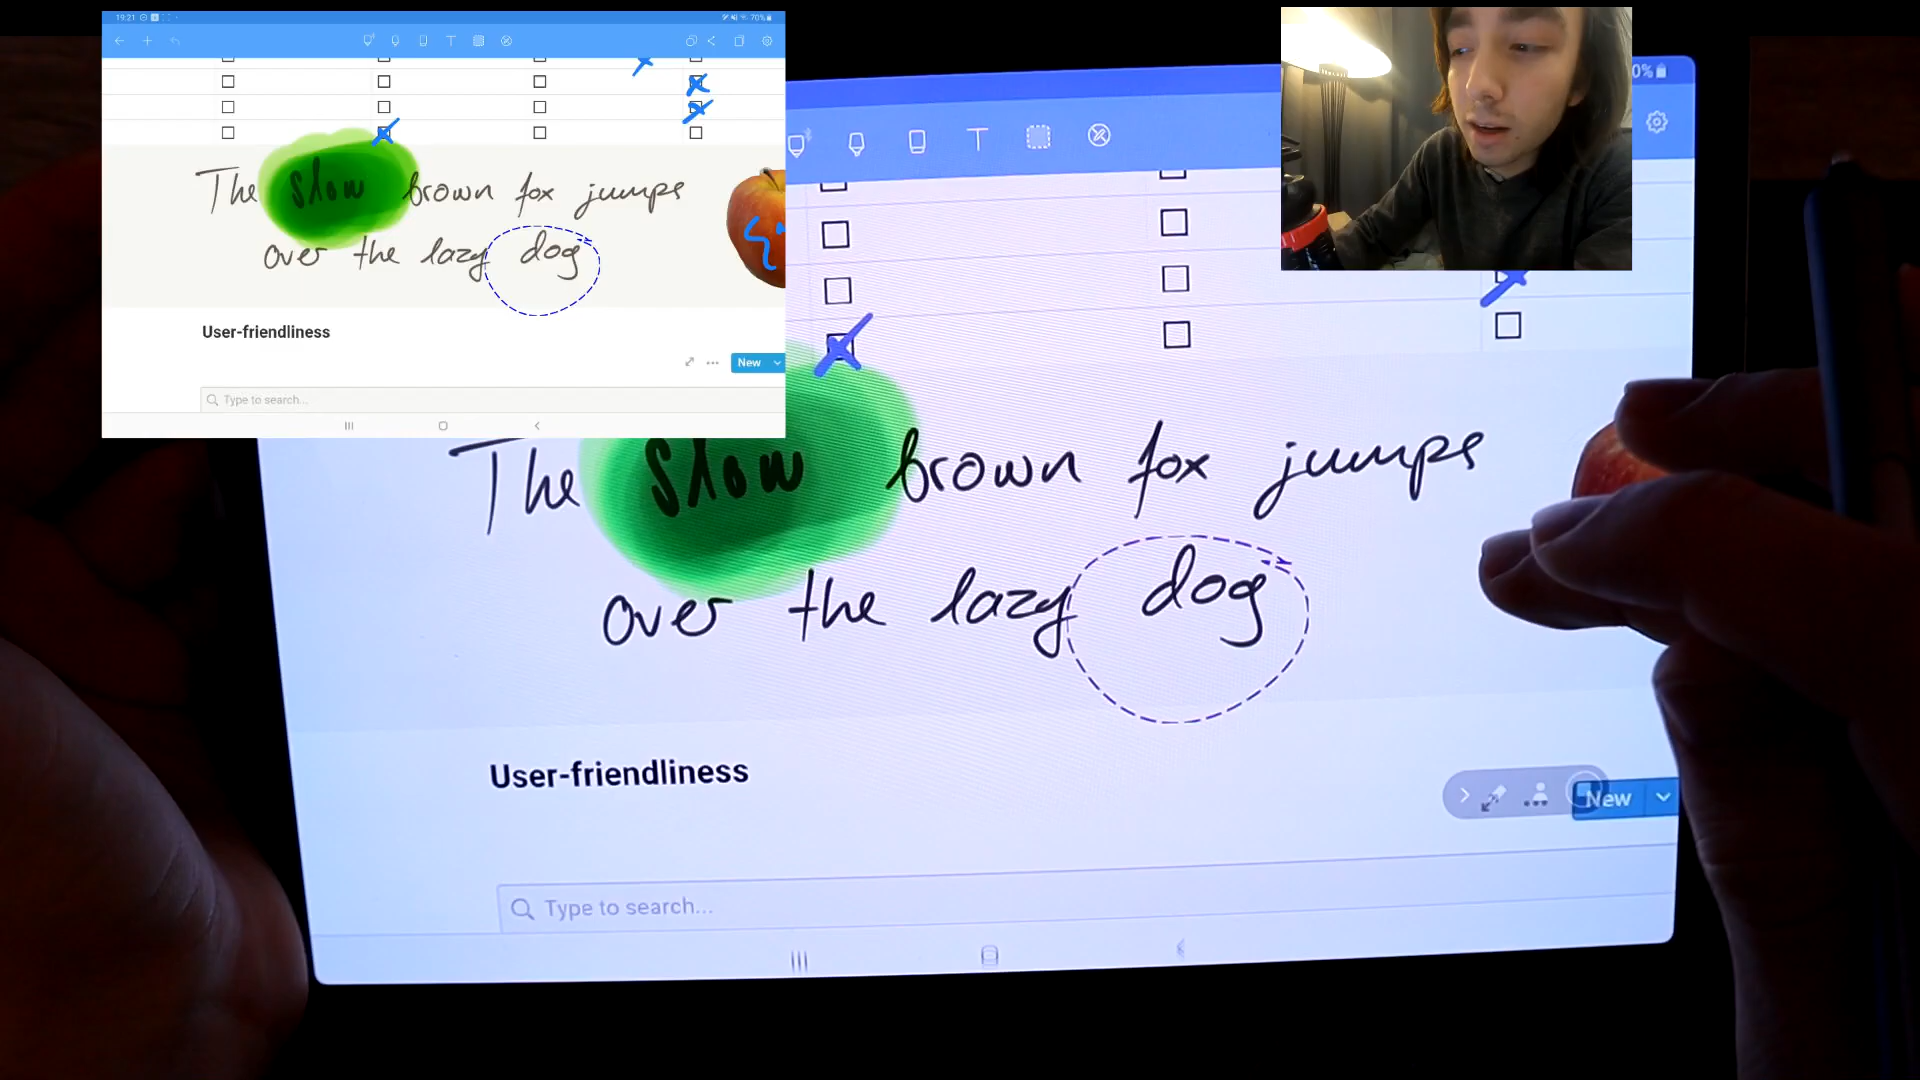 19:21
70%
The slow brown fox jumps
over the lazy dog
User-friendliness
New
Type to search...
0%
T
The slow brown fox jumps
over the lazy dog
User-friendliness
New
Type to search...